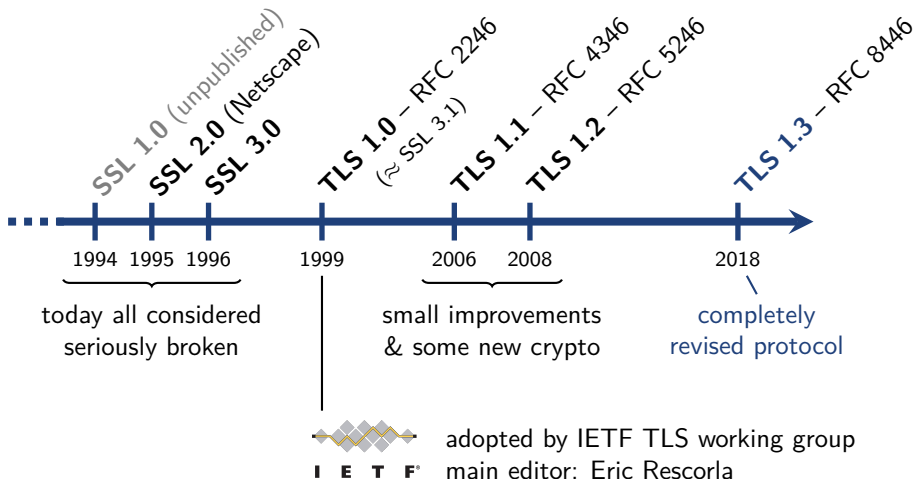 SSL 1.0 (unpublished)
SSL 2.0 (Netscape)
SSL 3.0
TLS 1.0 – RFC 2246
(≈ SSL 3.1)
TLS 1.1 – RFC 4346
TLS 1.2 – RFC 5246
TLS 1.3 – RFC 8446
1994 1995 1996 1999 2006 2008 2018
today all considered
seriously broken
small improvements
& some new crypto
completely
revised protocol
adopted by IETF TLS working group
I E T F®
main editor: Eric Rescorla